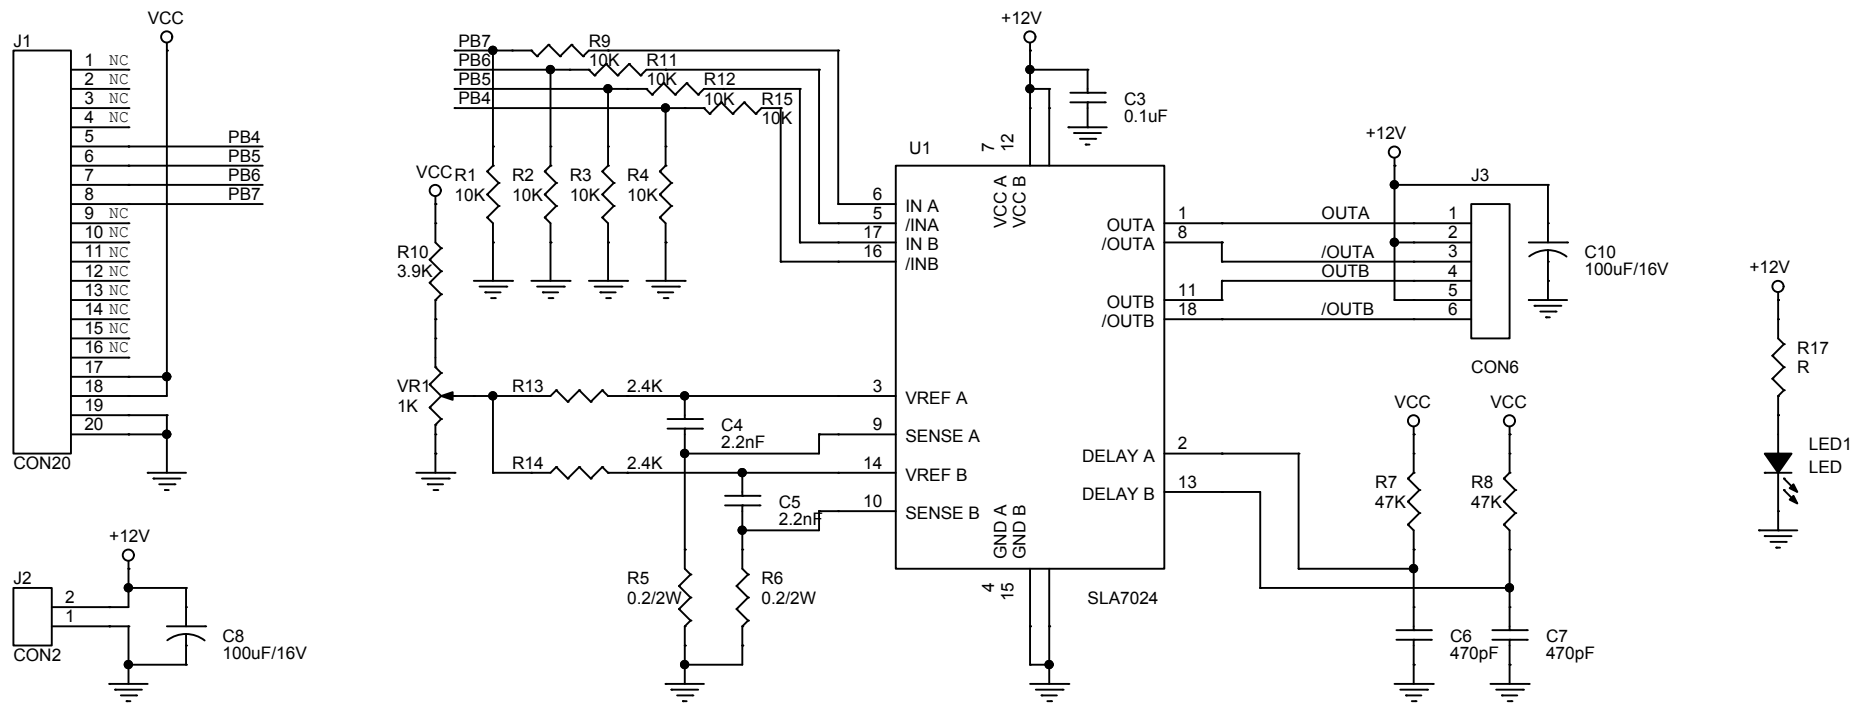 J1
VCC
1 NC
2 NC
3 NC
4 NC
5 PB4
6 PB5
7 PB6
8 PB7
9 NC
10 NC
11 NC
12 NC
13 NC
14 NC
15 NC
16 NC
17
18
19
20
CON20
+12V
J2
2
1
CON2
C8
100uF/16V
PB7 R9
10K
PB6 R11
10K
PB5 R12
10K
PB4 R15
10K
VCC
R1
10K
R2
10K
R3
10K
R4
10K
R10
3.9K
VR1
1K
R13 2.4K
C4
2.2nF
R14 2.4K
C5
2.2nF
R5
0.2/2W
R6
0.2/2W
+12V
C3
0.1uF
U1
7
12
VCC A
VCC B
6 IN A
5 /INA
17 IN B
16 /INB
3 VREF A
9 SENSE A
14 VREF B
10 SENSE B
GND A
GND B
4
15
SLA7024
OUTA 1
/OUTA 8
OUTB 11
/OUTB 18
DELAY A 2
DELAY B 13
+12V
J3
OUTA 1
2
/OUTA 3
OUTB 4
5
/OUTB 6
CON6
C10
100uF/16V
VCC
VCC
R7
47K
R8
47K
C6
470pF
C7
470pF
+12V
R17
R
LED1
LED